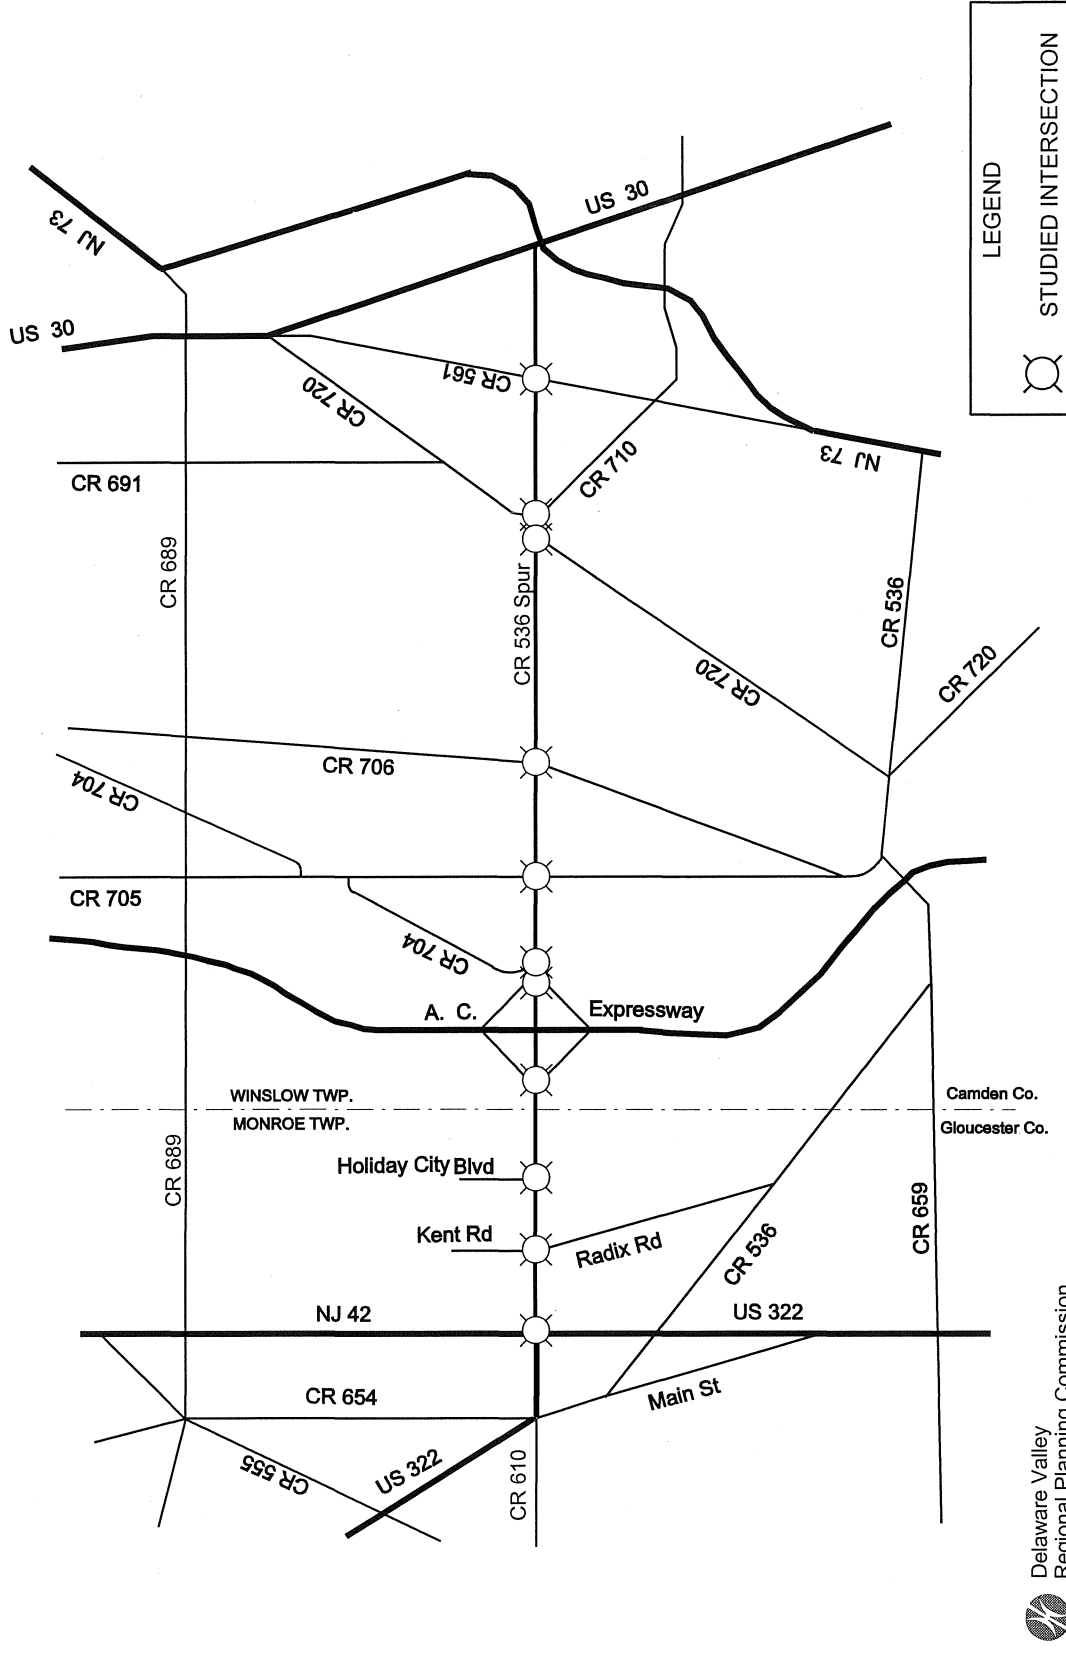 NJ 73
US 30
US 30
CR 561
CR 720
CR 691
CR 710
NJ 73
CR 689
CR 536 Spur
CR 536
CR 720
CR 720
CR 706
CR 704
CR 705
CR 704
A. C. Expressway
WINSLOW TWP.
MONROE TWP.
Camden Co.
Gloucester Co.
CR 689
Holiday City Blvd
Kent Rd
Radix Rd
CR 536
CR 659
NJ 42
US 322
CR 654
Main St
CR 555
US 322
CR 610
LEGEND
STUDIED INTERSECTION
Delaware Valley
Regional Planning Commission